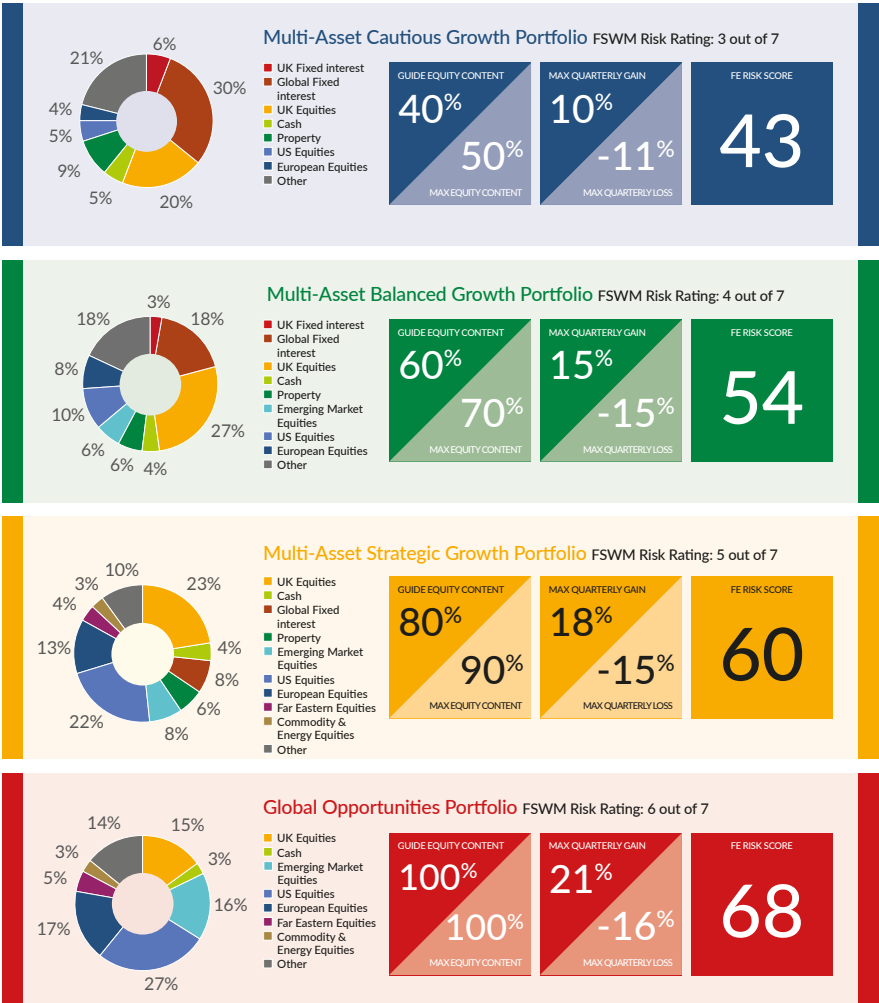 Multi-Asset Cautious Growth Portfolio FSWM Risk Rating: 3 out of 7
6%
30%
20%
5%
9%
5%
4%
21%
UK Fixed interest
Global Fixed
interest
UK Equities
Cash
Property
US Equities
European Equities
Other
GUIDE EQUITY CONTENT
40%
50%
MAX EQUITY CONTENT
MAX QUARTERLY GAIN
10%
-11%
MAX QUARTERLY LOSS
FE RISK SCORE
43
Multi-Asset Balanced Growth Portfolio FSWM Risk Rating: 4 out of 7
3%
18%
27%
4%
6%
6%
10%
8%
18%
UK Fixed interest
Global Fixed
interest
UK Equities
Cash
Property
Emerging Market
Equities
US Equities
European Equities
Other
GUIDE EQUITY CONTENT
60%
70%
MAX EQUITY CONTENT
MAX QUARTERLY GAIN
15%
-15%
MAX QUARTERLY LOSS
FE RISK SCORE
54
Multi-Asset Strategic Growth Portfolio FSWM Risk Rating: 5 out of 7
23%
4%
8%
6%
8%
22%
13%
4%
3%
10%
UK Equities
Cash
Global Fixed
interest
Property
Emerging Market
Equities
US Equities
European Equities
Far Eastern Equities
Commodity &
Energy Equities
Other
GUIDE EQUITY CONTENT
80%
90%
MAX EQUITY CONTENT
MAX QUARTERLY GAIN
18%
-15%
MAX QUARTERLY LOSS
FE RISK SCORE
60
Global Opportunities Portfolio FSWM Risk Rating: 6 out of 7
15%
3%
16%
27%
17%
5%
3%
14%
UK Equities
Cash
Emerging Market
Equities
US Equities
European Equities
Far Eastern Equities
Commodity &
Energy Equities
Other
GUIDE EQUITY CONTENT
100%
100%
MAX EQUITY CONTENT
MAX QUARTERLY GAIN
21%
-16%
MAX QUARTERLY LOSS
FE RISK SCORE
68